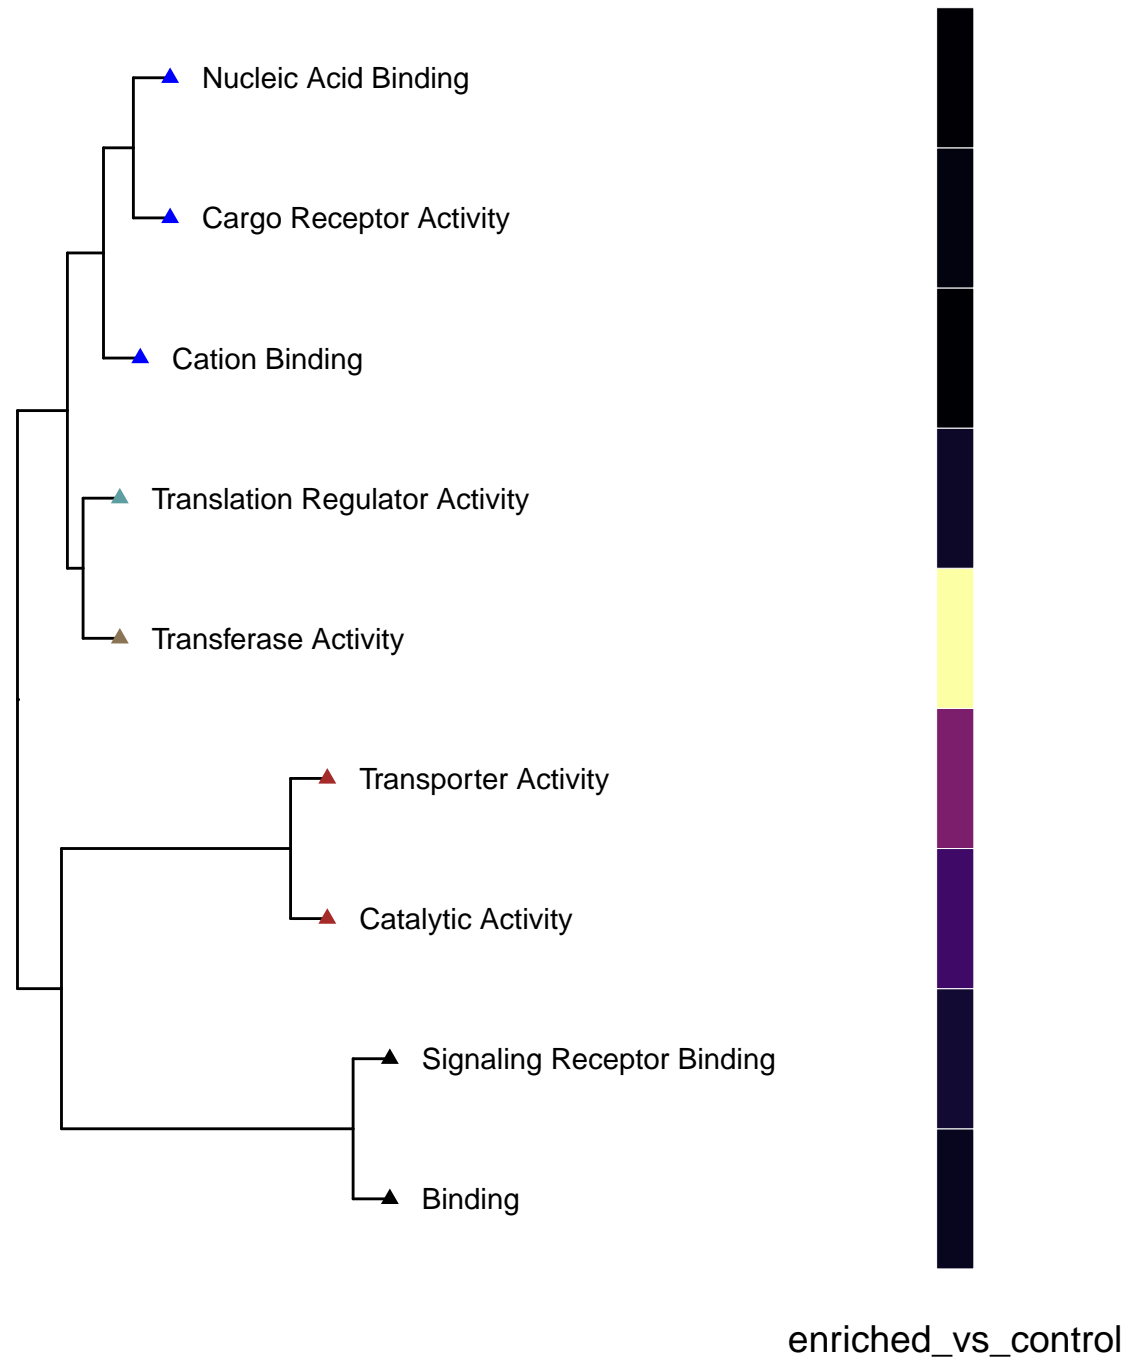 Nucleic Acid Binding
Cargo Receptor Activity
Cation Binding
Translation Regulator Activity
Transferase Activity
Transporter Activity
Catalytic Activity
Signaling Receptor Binding
Binding
enriched_vs_control